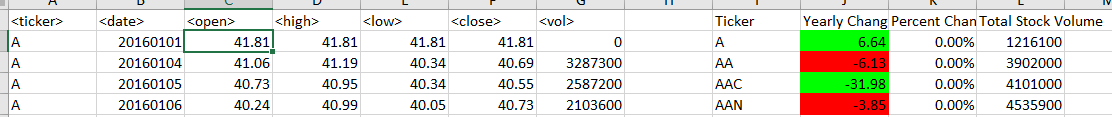 <ticker> <date> <open> <high> <low> <close> <vol> Ticker Yearly Chang Percent Chan Total Stock Volume
A 20160101 41.81 41.81 41.81 41.81 0 A 6.64 0.00% 1216100
A 20160104 41.06 41.19 40.34 40.69 3287300 AA -6.13 0.00% 3902000
A 20160105 40.73 40.95 40.34 40.55 2587200 AAC -31.98 0.00% 4101000
A 20160106 40.24 40.99 40.05 40.73 2103600 AAN -3.85 0.00% 4535900